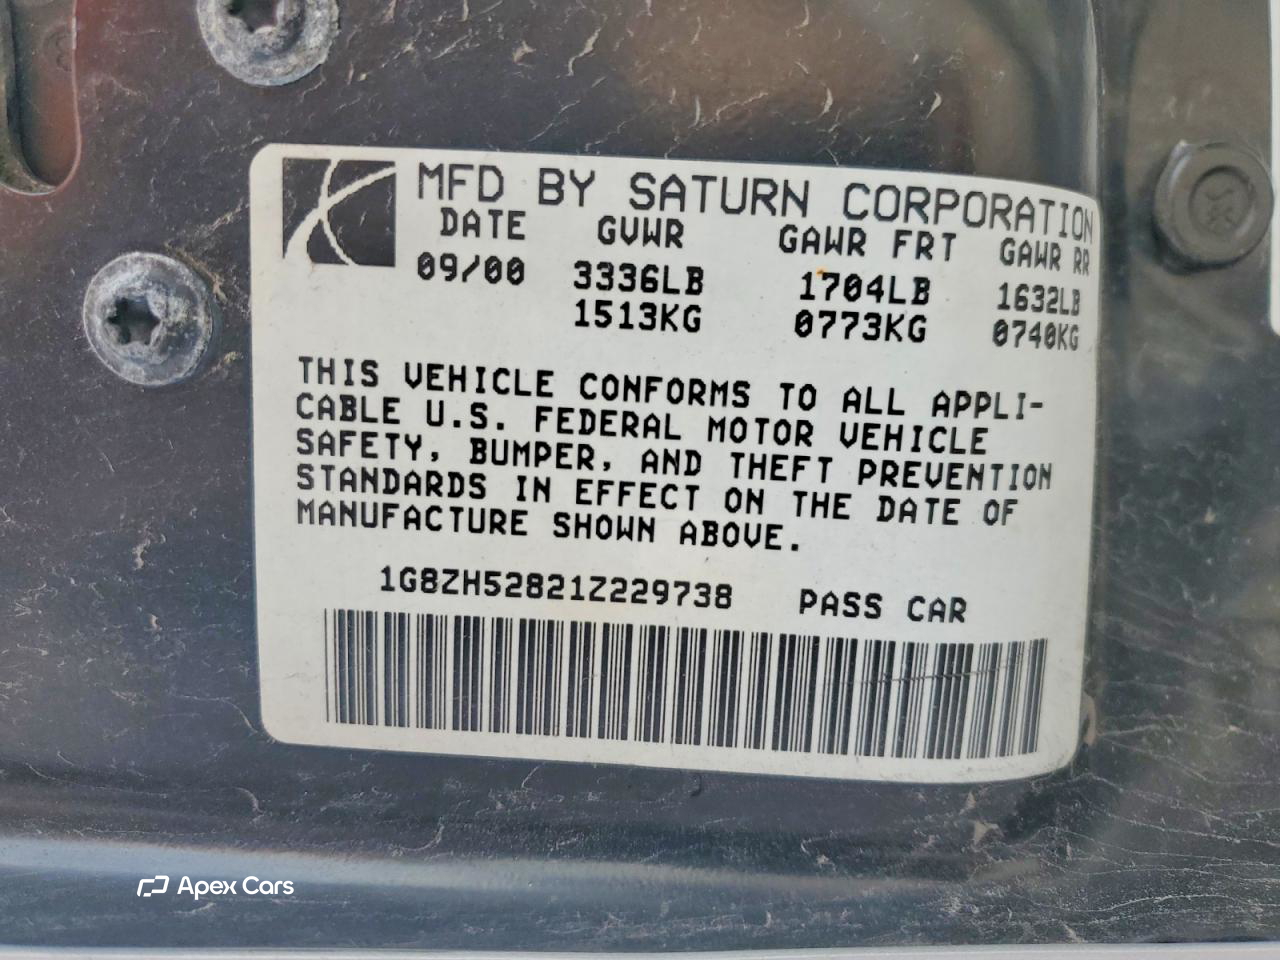 MFD BY SATURN CORPORATION
DATE GVWR GAWR FRT GAWR RR
09/00 3336LB 1704LB 1632LB
1513KG 0773KG 0740KG
THIS VEHICLE CONFORMS TO ALL APPLI-
CABLE U.S. FEDERAL MOTOR VEHICLE
SAFETY, BUMPER, AND THEFT PREVENTION
STANDARDS IN EFFECT ON THE DATE OF
MANUFACTURE SHOWN ABOVE.
1G8ZH52821Z229738 PASS CAR
Apex Cars